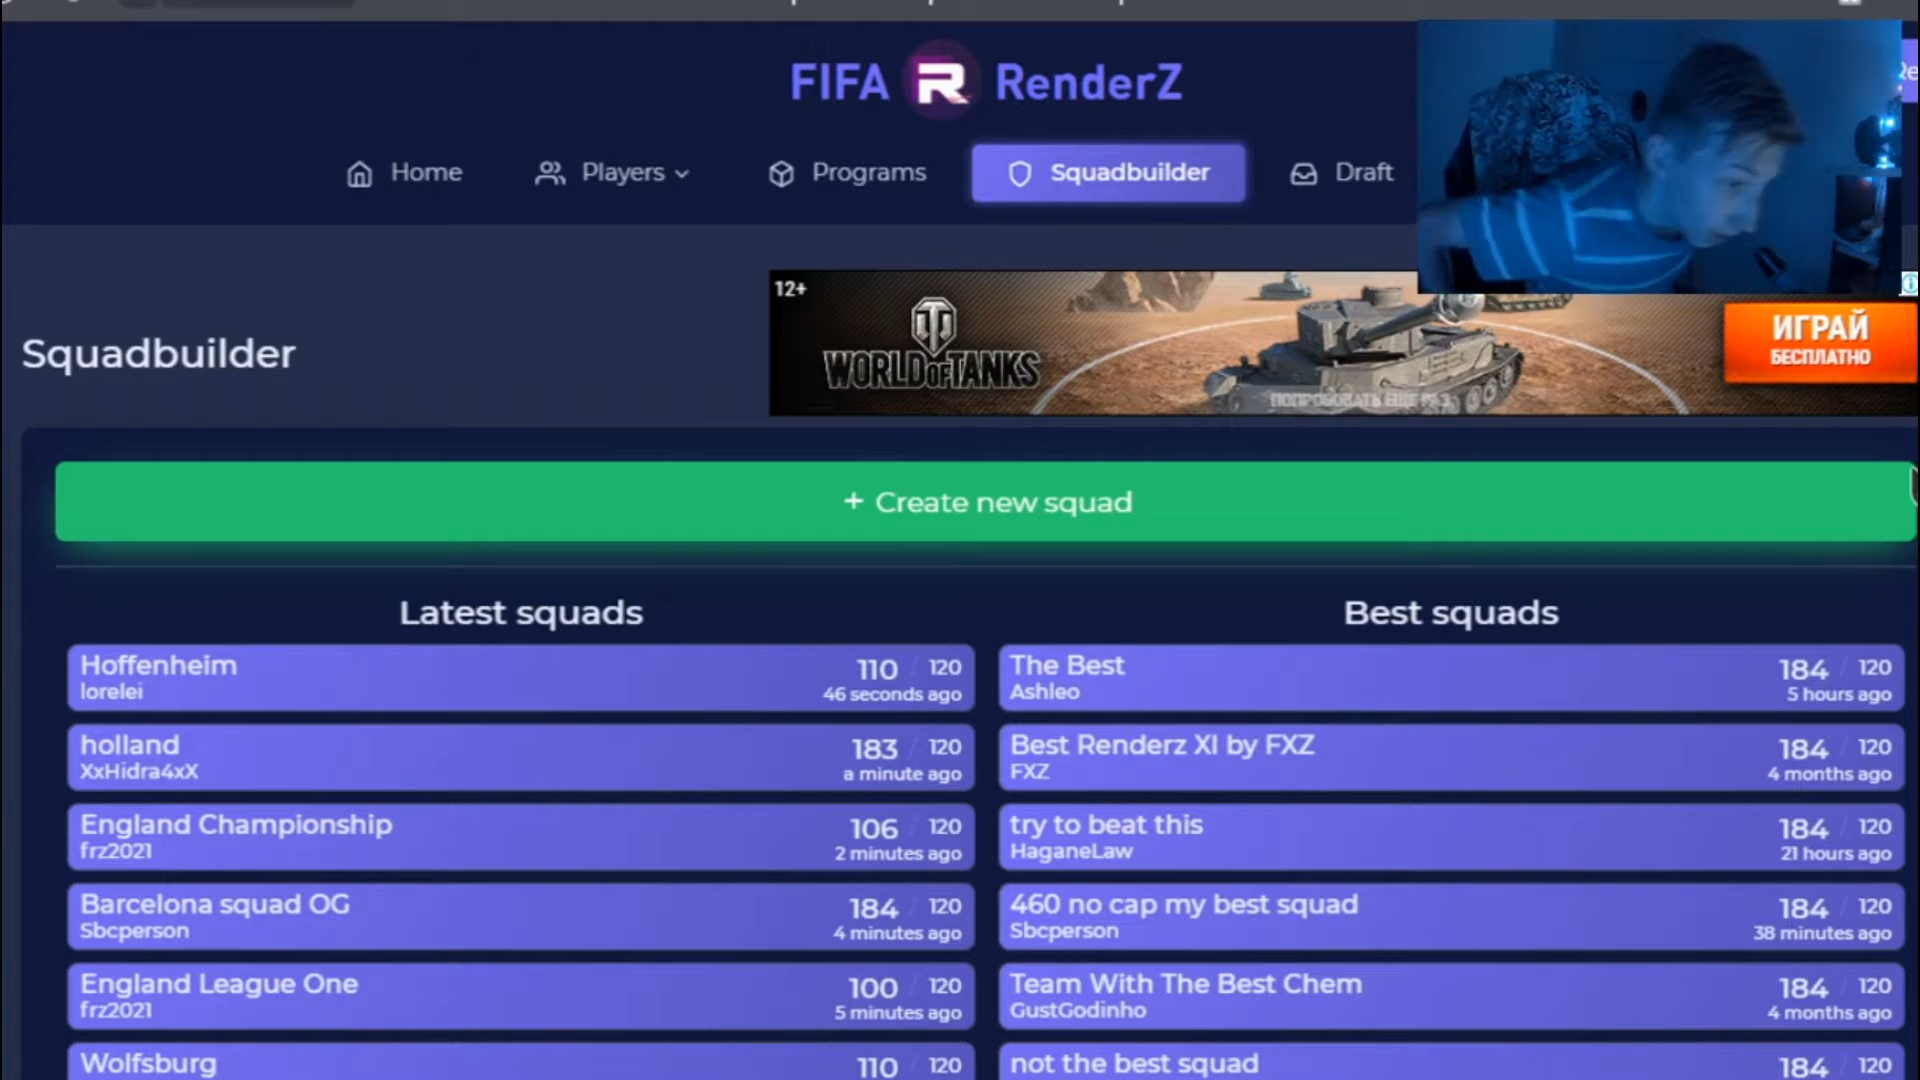 FIFA R RenderZ
Re
Home
Players
Programs
Squadbuilder
Draft
12+
WORLD OF TANKS
ИГРАЙ
БЕСПЛАТНО
ПОПРОБОВАТЬ ЕЩЕ РАЗ
Squadbuilder
+ Create new squad
Latest squads
Hoffenheim 110 / 120
lorelei 46 seconds ago
holland 183 / 120
XxHidra4xX a minute ago
England Championship 106 / 120
frz2021 2 minutes ago
Barcelona squad OG 184 / 120
Sbcperson 4 minutes ago
England League One 100 / 120
frz2021 5 minutes ago
Wolfsburg 110 / 120
Best squads
The Best 184 / 120
Ashleo 5 hours ago
Best Renderz XI by FXZ 184 / 120
FXZ 4 months ago
try to beat this 184 / 120
HaganeLaw 21 hours ago
460 no cap my best squad 184 / 120
Sbcperson 38 minutes ago
Team With The Best Chem 184 / 120
GustGodinho 4 months ago
not the best squad 184 / 120